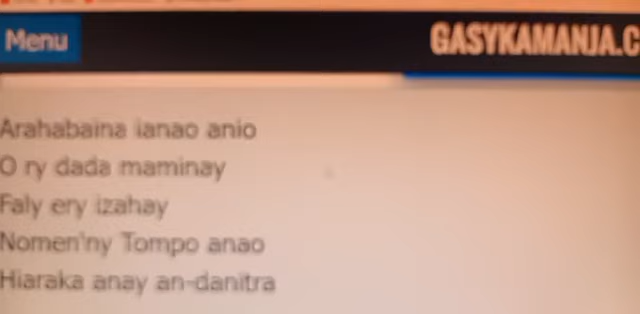 Menu
GASYKAMANJA.C
Arahabaina ianao anio
O ry dada maminay
Faly ery izahay
Nomen'ny Tompo anao
Hiaraka anay an-danitra